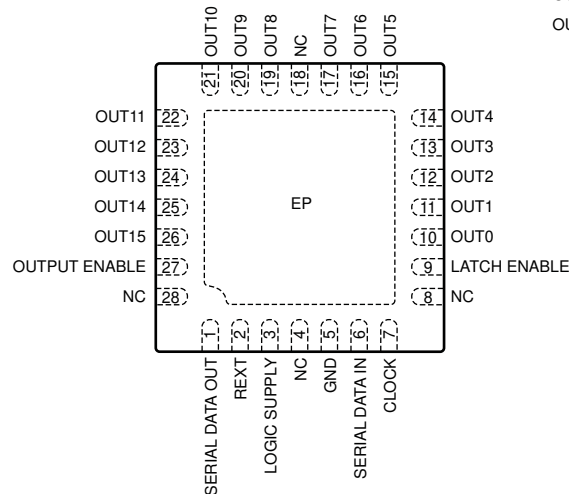 O
OU
OUT10
OUT9
OUT8
NC
OUT7
OUT6
OUT5
21
20
19
18
17
16
15
OUT11 22
OUT12 23
OUT13 24
OUT14 25
OUT15 26
OUTPUT ENABLE 27
NC 28
EP
14 OUT4
13 OUT3
12 OUT2
11 OUT1
10 OUT0
9 LATCH ENABLE
8 NC
1
2
3
4
5
6
7
SERIAL DATA OUT
REXT
LOGIC SUPPLY
NC
GND
SERIAL DATA IN
CLOCK